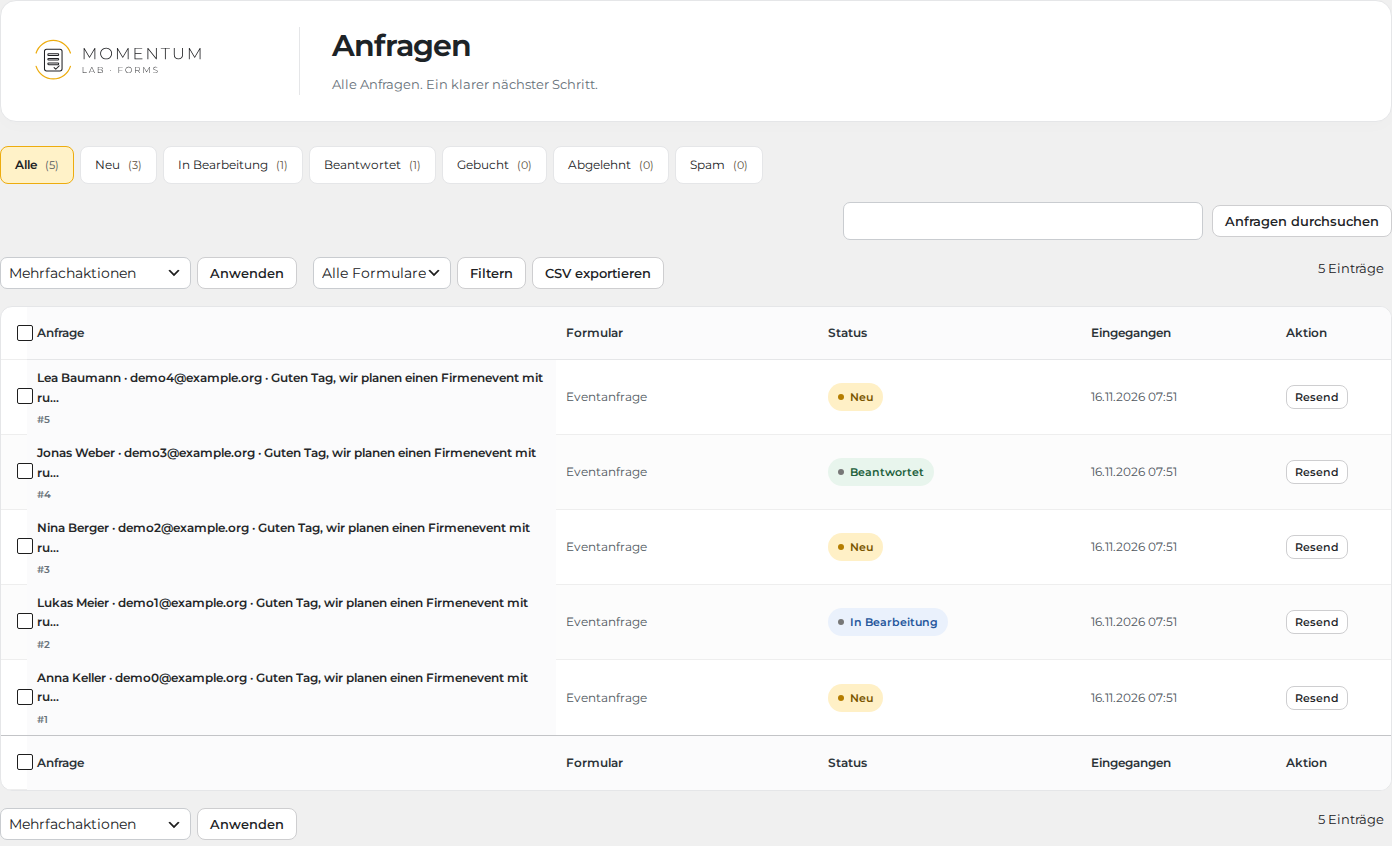 MOMENTUM
LAB · FORMS
Anfragen
Alle Anfragen. Ein klarer nächster Schritt.
Alle (5) Neu (3) In Bearbeitung (1) Beantwortet (1) Gebucht (0) Abgelehnt (0) Spam (0)
Anfragen durchsuchen
Mehrfachaktionen Anwenden Alle Formulare Filtern CSV exportieren 5 Einträge
Anfrage Formular Status Eingegangen Aktion
Lea Baumann · demo4@example.org · Guten Tag, wir planen einen Firmenevent mit
ru...
#5
Eventanfrage Neu 16.11.2026 07:51 Resend
Jonas Weber · demo3@example.org · Guten Tag, wir planen einen Firmenevent mit
ru...
#4
Eventanfrage Beantwortet 16.11.2026 07:51 Resend
Nina Berger · demo2@example.org · Guten Tag, wir planen einen Firmenevent mit
ru...
#3
Eventanfrage Neu 16.11.2026 07:51 Resend
Lukas Meier · demo1@example.org · Guten Tag, wir planen einen Firmenevent mit
ru...
#2
Eventanfrage In Bearbeitung 16.11.2026 07:51 Resend
Anna Keller · demo0@example.org · Guten Tag, wir planen einen Firmenevent mit
ru...
#1
Eventanfrage Neu 16.11.2026 07:51 Resend
Anfrage Formular Status Eingegangen Aktion
Mehrfachaktionen Anwenden 5 Einträge